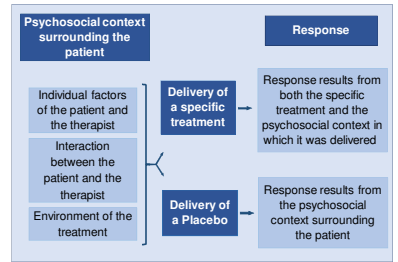 Psychosocial context
surrounding the
patient
Individual factors
of the patient and
the therapist
Interaction
between the
patient and the
therapist
Environment of the
treatment
Delivery of
a specific
treatment
Delivery of
a Placebo
Response
Response results from
both the specific
treatment and the
psychosocial context in
which it was delivered
Response results from
the psychosocial
context surrounding
the patient